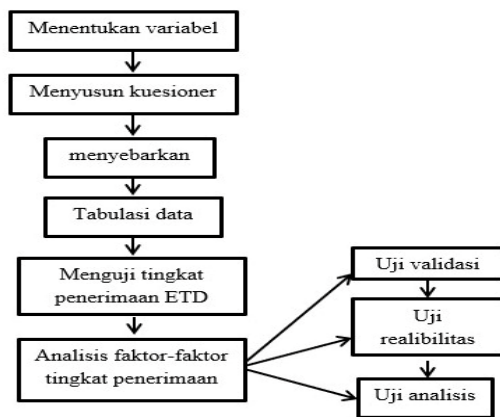 Menentukan variabel
Menyusun kuesioner
menyebarkan
Tabulasi data
Menguji tingkat
penerimaan ETD
Analisis faktor-faktor
tingkat penerimaan
Uji validasi
Uji
realibilitas
Uji analisis